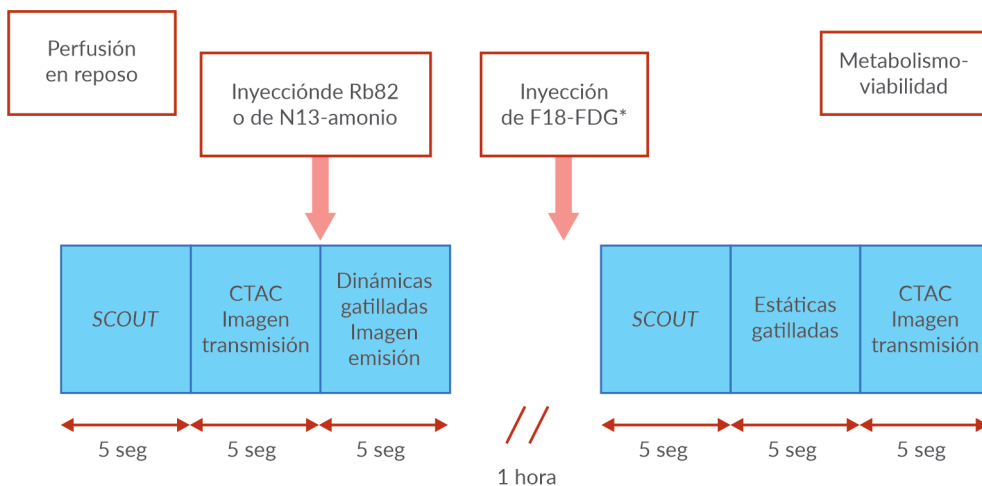 Perfusión
en reposo
Inyecciónde Rb82
o de N13-amonio
Inyección
de F18-FDG*
Metabolismo-
viabilidad
SCOUT
CTAC
Imagen
transmisión
Dinámicas
gatilladas
Imagen
emisión
SCOUT
Estáticas
gatilladas
CTAC
Imagen
transmisión
5 seg
5 seg
5 seg
1 hora
5 seg
5 seg
5 seg